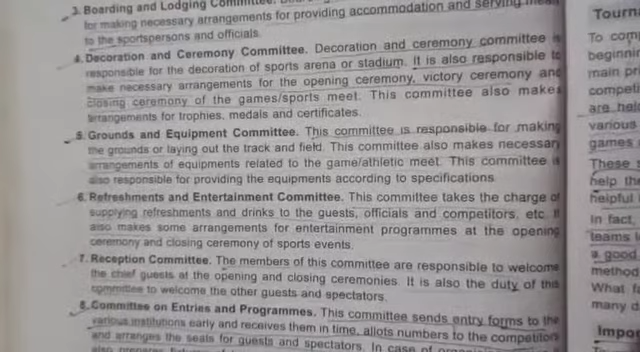 3. Boarding and Lodging Committee.
for making necessary arrangements for providing accommodation and serving meals
to the sportspersons and officials.
4. Decoration and Ceremony Committee. Decoration and ceremony committee is
responsible for the decoration of sports arena or stadium. It is also responsible to
make necessary arrangements for the opening ceremony, victory ceremony and
closing ceremony of the games/sports meet. This committee also makes
arrangements for trophies, medals and certificates.
5. Grounds and Equipment Committee. This committee is responsible for making
the grounds or laying out the track and field. This committee also makes necessary
arrangements of equipments related to the game/athletic meet. This committee is
also responsible for providing the equipments according to specifications.
6. Refreshments and Entertainment Committee. This committee takes the charge of
supplying refreshments and drinks to the guests, officials and competitors, etc. It
also makes some arrangements for entertainment programmes at the opening
ceremony and closing ceremony of sports events.
7. Reception Committee. The members of this committee are responsible to welcome
the chief guests at the opening and closing ceremonies. It is also the duty of this
committee to welcome the other guests and spectators.
8. Committee on Entries and Programmes. This committee sends entry forms to the
various institutions early and receives them in time, allots numbers to the competitors
and arranges the seats for guests and spectators. In case of
also prepares
Tourn
To comp
beginnin
main pri
competi
are held
various
games a
These
help the
helpful i
In fact,
teams
a good
method
What fa
many d
Impor